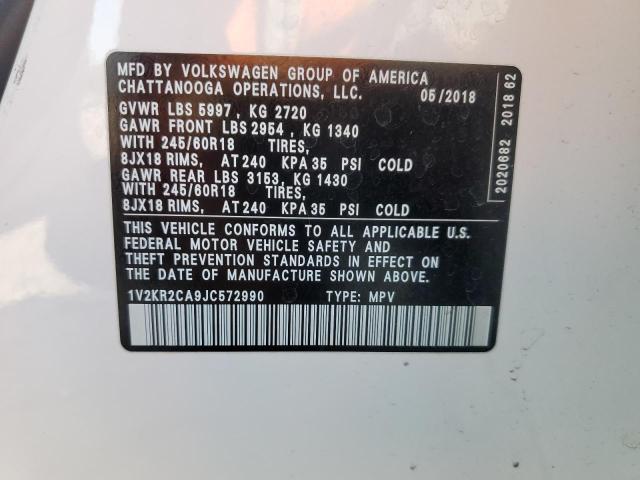 MFD BY VOLKSWAGEN GROUP OF AMERICA
CHATTANOOGA OPERATIONS, LLC. 05/2018
GVWR LBS 5997, KG 2720
GAWR FRONT LBS 2954, KG 1340
WITH 245/60R18 TIRES,
8JX18 RIMS, AT 240 KPA 35 PSI COLD
GAWR REAR LBS 3153, KG 1430
WITH 245/60R18 TIRES,
8JX18 RIMS, AT 240 KPA 35 PSI COLD
THIS VEHICLE CONFORMS TO ALL APPLICABLE U.S.
FEDERAL MOTOR VEHICLE SAFETY AND
THEFT PREVENTION STANDARDS IN EFFECT ON
THE DATE OF MANUFACTURE SHOWN ABOVE.
1V2KR2CA9JC572990 TYPE: MPV
2020682 2018 62